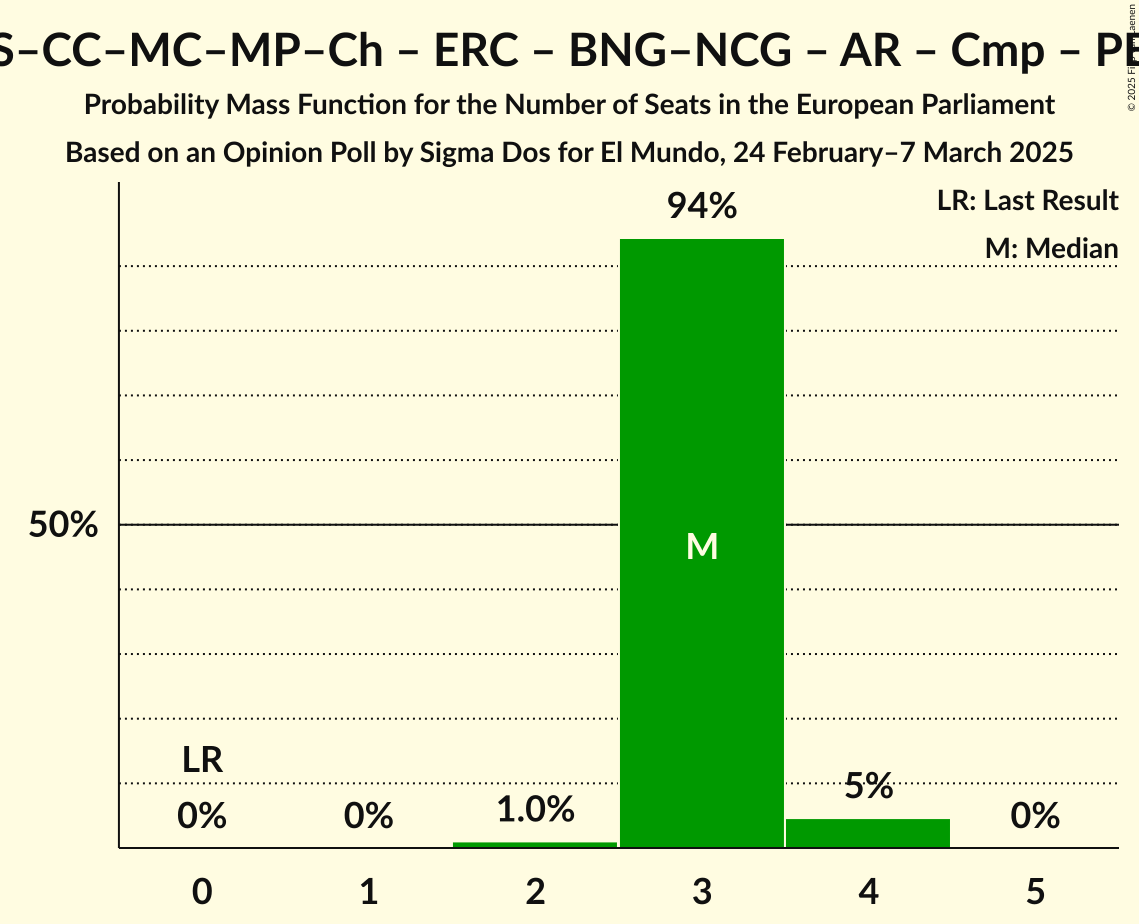 S–CC–MC–MP–Ch – ERC – BNG–NCG – AR – Cmp – PE
Probability Mass Function for the Number of Seats in the European Parliament
Based on an Opinion Poll by Sigma Dos for El Mundo, 24 February–7 March 2025
© 2025
LR: Last Result
M: Median
94%
50%
M
LR
0%
0%
1.0%
5%
0%
0
1
2
3
4
5